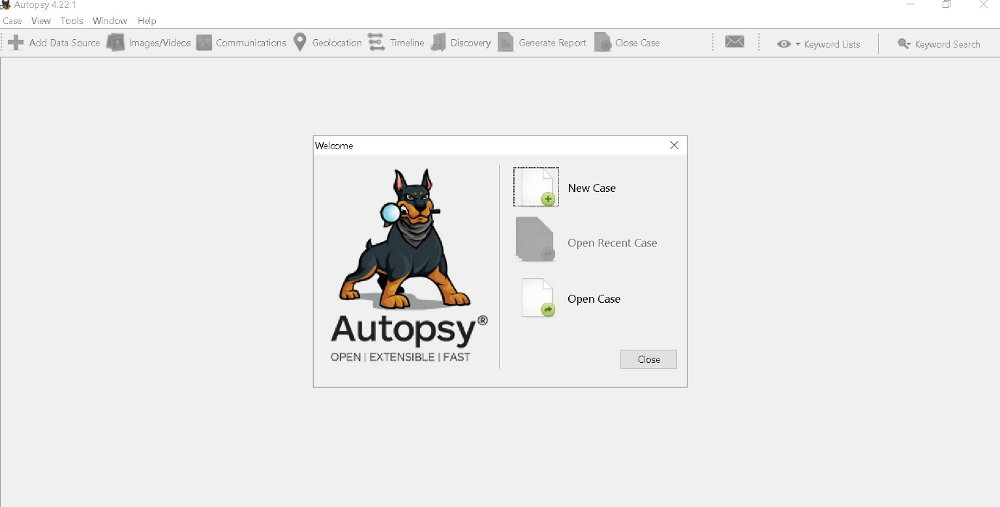 Autopsy 4.22.1
Case View Tools Window Help
Add Data Source Images/Videos Communications Geolocation Timeline Discovery Generate Report Close Case Keyword Lists Keyword Search
Welcome
New Case
Open Recent Case
Open Case
Autopsy®
OPEN | EXTENSIBLE | FAST
Close